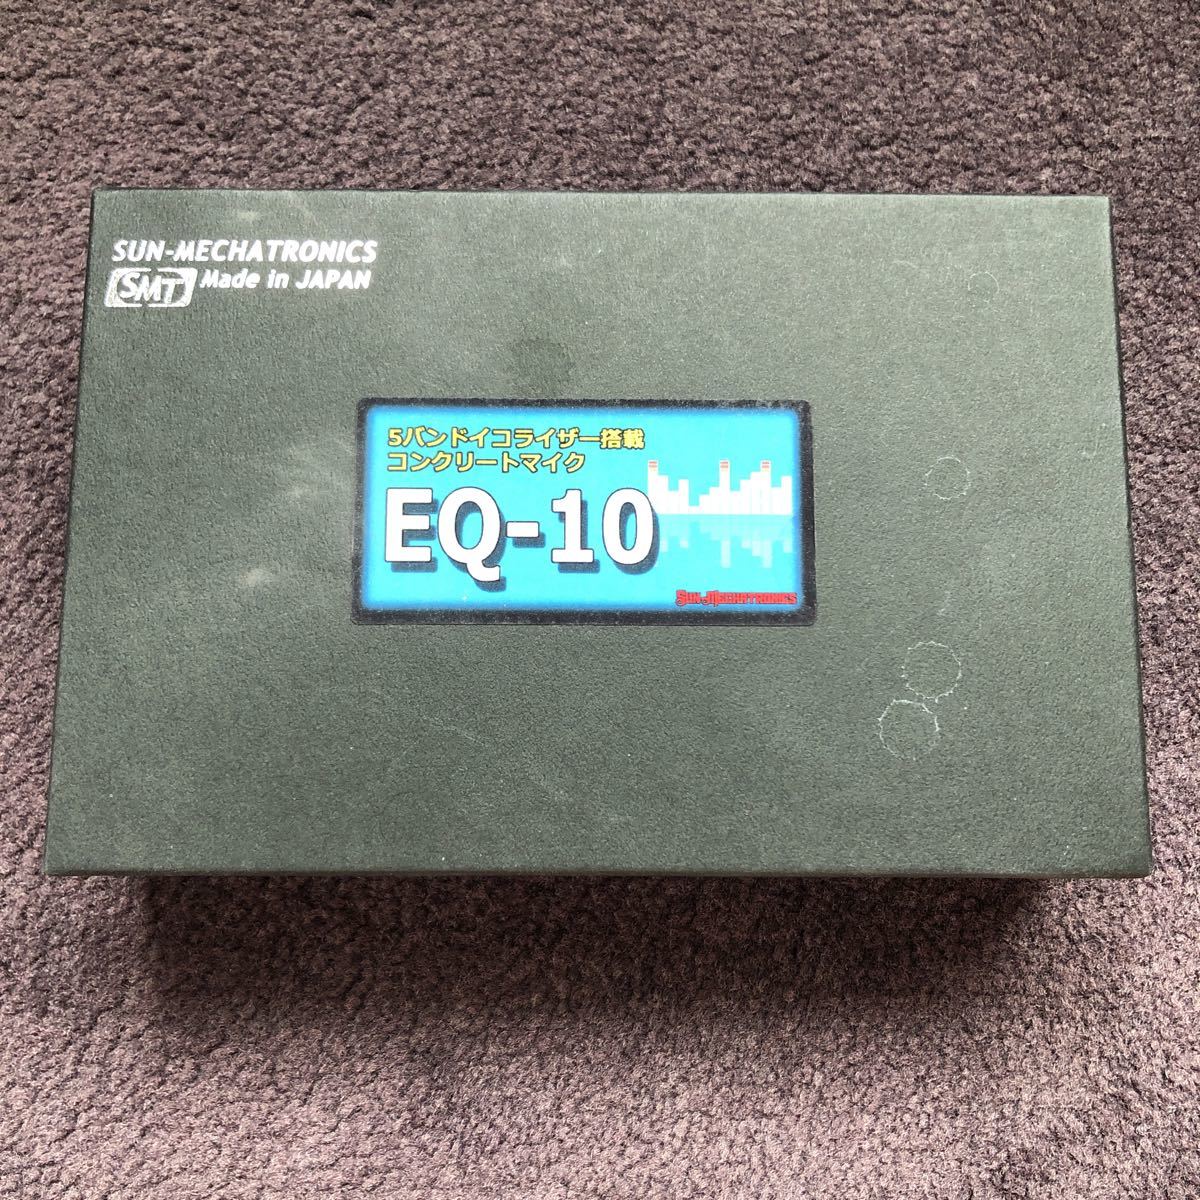 SUN-MECHATRONICS
SMT Made in JAPAN
5バンドイコライザー搭載
コンクリートマイク
EQ-10
SUN-MECHATRONICS